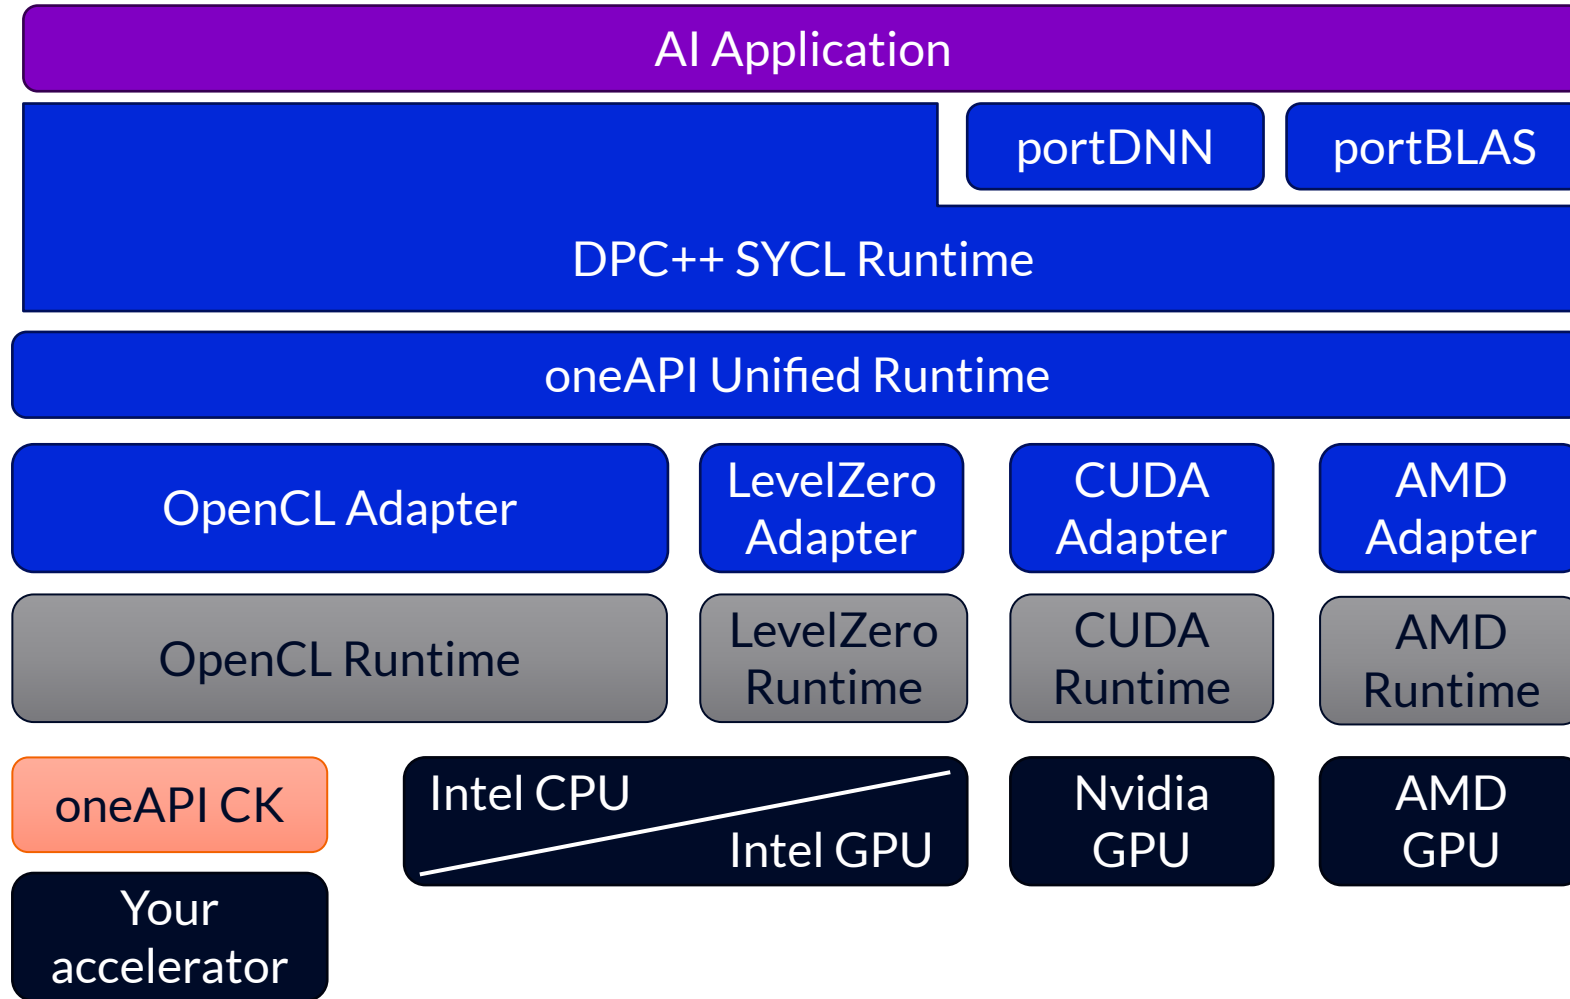 AI Application
portDNN
portBLAS
DPC++ SYCL Runtime
oneAPI Unified Runtime
OpenCL Adapter
LevelZero
Adapter
CUDA
Adapter
AMD
Adapter
OpenCL Runtime
LevelZero
Runtime
CUDA
Runtime
AMD
Runtime
oneAPI CK
Intel CPU
Intel GPU
Nvidia
GPU
AMD
GPU
Your
accelerator